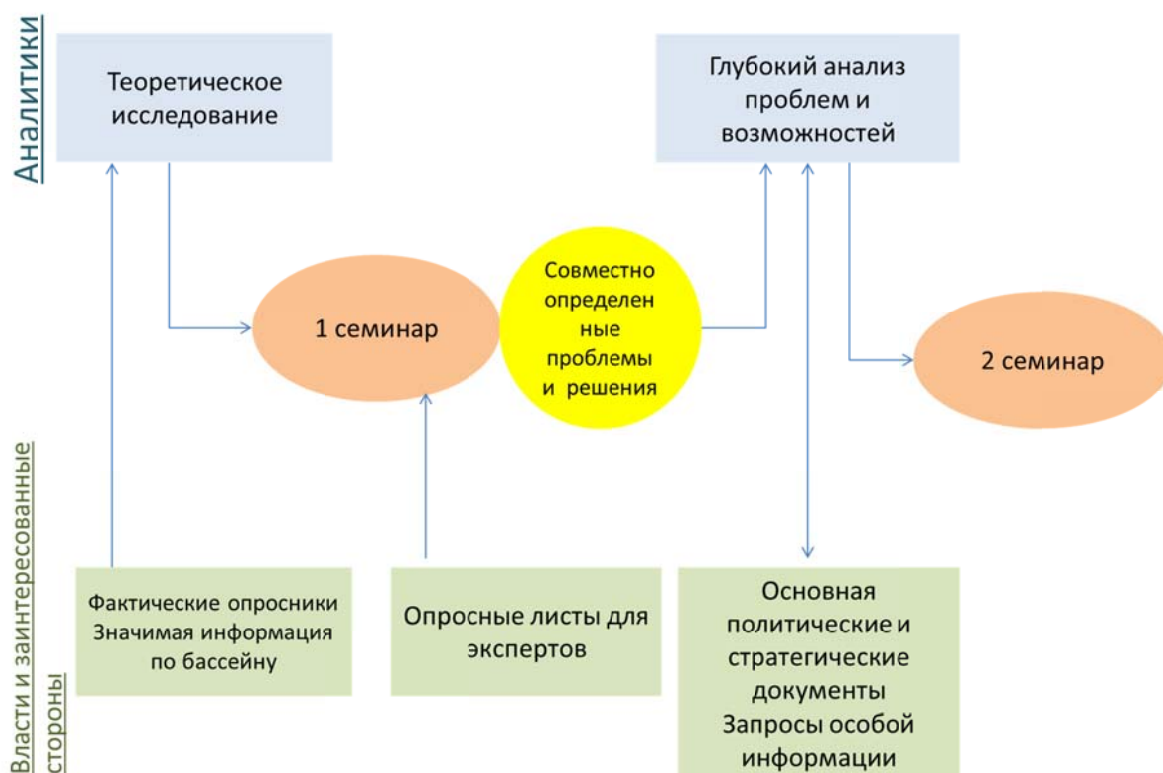 Аналитики
Теоретическое
исследование
Глубокий анализ
проблем и
возможностей
1 семинар
Совместно
определен
ные
проблемы
и решения
2 семинар
Власти и заинтересованные
стороны
Фактические опросники
Значимая информация
по бассейну
Опросные листы для
экспертов
Основная
политические и
стратегические
документы
Запросы особой
информации